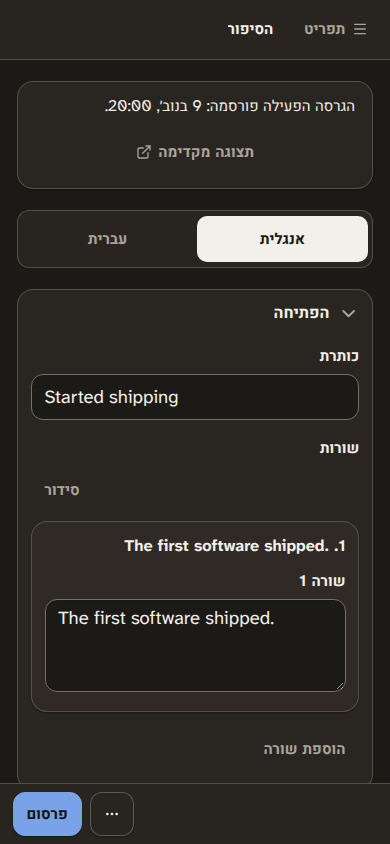 תפריט
הסיפור
הגרסה הפעילה פורסמה: 9 בנוב׳, 20:00.
תצוגה מקדימה
אנגלית
עברית
הפתיחה
כותרת
Started shipping
שורות
סידור
1. The first software shipped.
שורה 1
The first software shipped.
הוספת שורה
פרסום